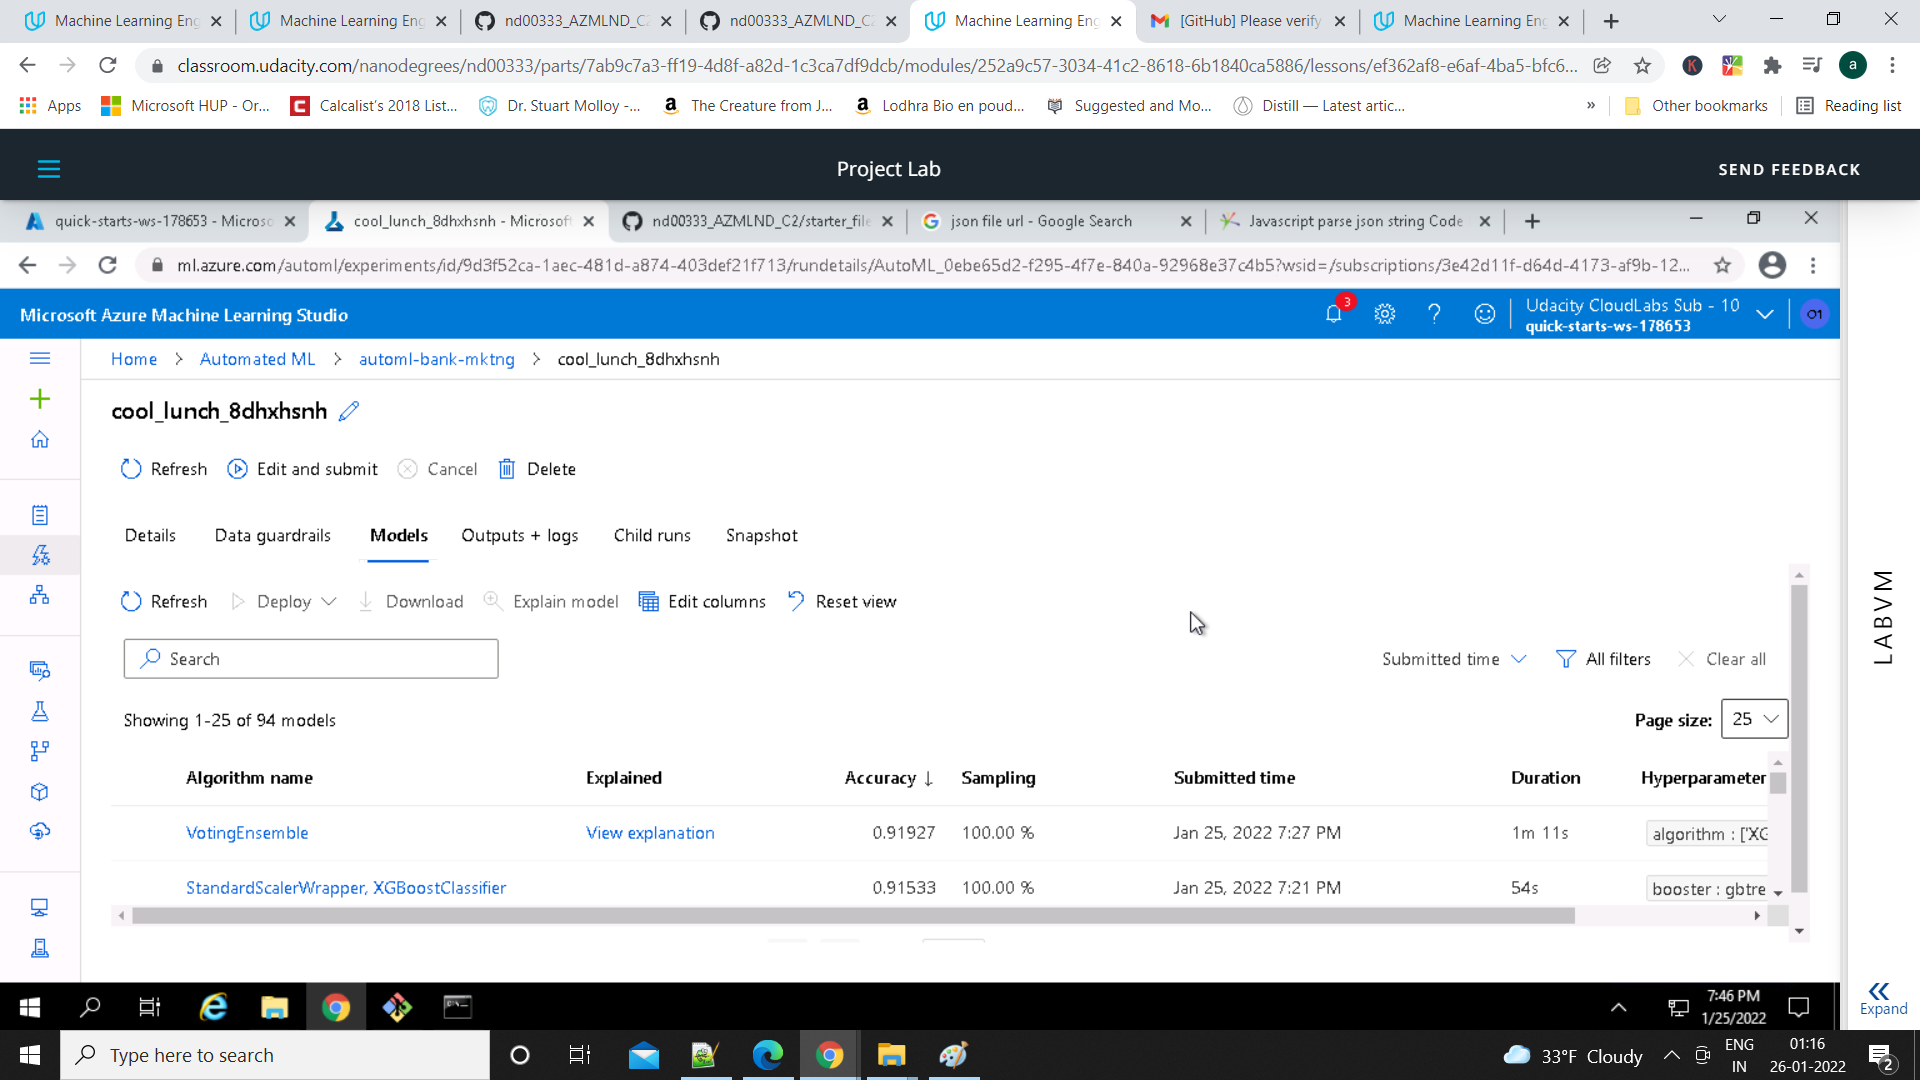 Machine Learning Eng
Machine Learning Eng
nd00333_AZMLND_C2
nd00333_AZMLND_C2
Machine Learning Eng
[GitHub] Please verify
Machine Learning Eng
classroom.udacity.com/nanodegrees/nd00333/parts/7ab9c7a3-ff19-4d8f-a82d-1c3ca7df9dcb/modules/252a9c57-3034-41c2-8618-6b1840ca5886/lessons/ef362af8-e6af-4ba5-bfc6...
a
Apps
Microsoft HUP - Or...
Calcalist's 2018 List...
Dr. Stuart Molloy -...
The Creature from J...
Lodhra Bio en poud...
Suggested and Mo...
Distill — Latest artic...
»
Other bookmarks
Reading list
Project Lab
SEND FEEDBACK
quick-starts-ws-178653 - Microso
cool_lunch_8dhxhsnh - Microsoft
nd00333_AZMLND_C2/starter_file
json file url - Google Search
Javascript parse json string Code
ml.azure.com/automl/experiments/id/9d3f52ca-1aec-481d-a874-403def21f713/rundetails/AutoML_0ebe65d2-f295-4f7e-840a-92968e37c4b5?wsid=/subscriptions/3e42d11f-d64d-4173-af9b-12...
Microsoft Azure Machine Learning Studio
3
Udacity CloudLabs Sub - 10
quick-starts-ws-178653
O1
Home > Automated ML > automl-bank-mktng > cool_lunch_8dhxhsnh
cool_lunch_8dhxhsnh
Refresh Edit and submit Cancel Delete
Details Data guardrails Models Outputs + logs Child runs Snapshot
Refresh Deploy Download Explain model Edit columns Reset view
Search
Submitted time All filters Clear all
Showing 1-25 of 94 models
Page size: 25
Algorithm name Explained Accuracy ↓ Sampling Submitted time Duration Hyperparameter
VotingEnsemble View explanation 0.91927 100.00 % Jan 25, 2022 7:27 PM 1m 11s algorithm : ['XG
StandardScalerWrapper, XGBoostClassifier 0.91533 100.00 % Jan 25, 2022 7:21 PM 54s booster : gbtre
LABVM
Expand
7:46 PM
1/25/2022
Type here to search
33°F Cloudy
ENG
IN
01:16
26-01-2022
2